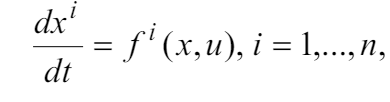 dx^i/dt = f^i(x,u), i = 1,...,n,